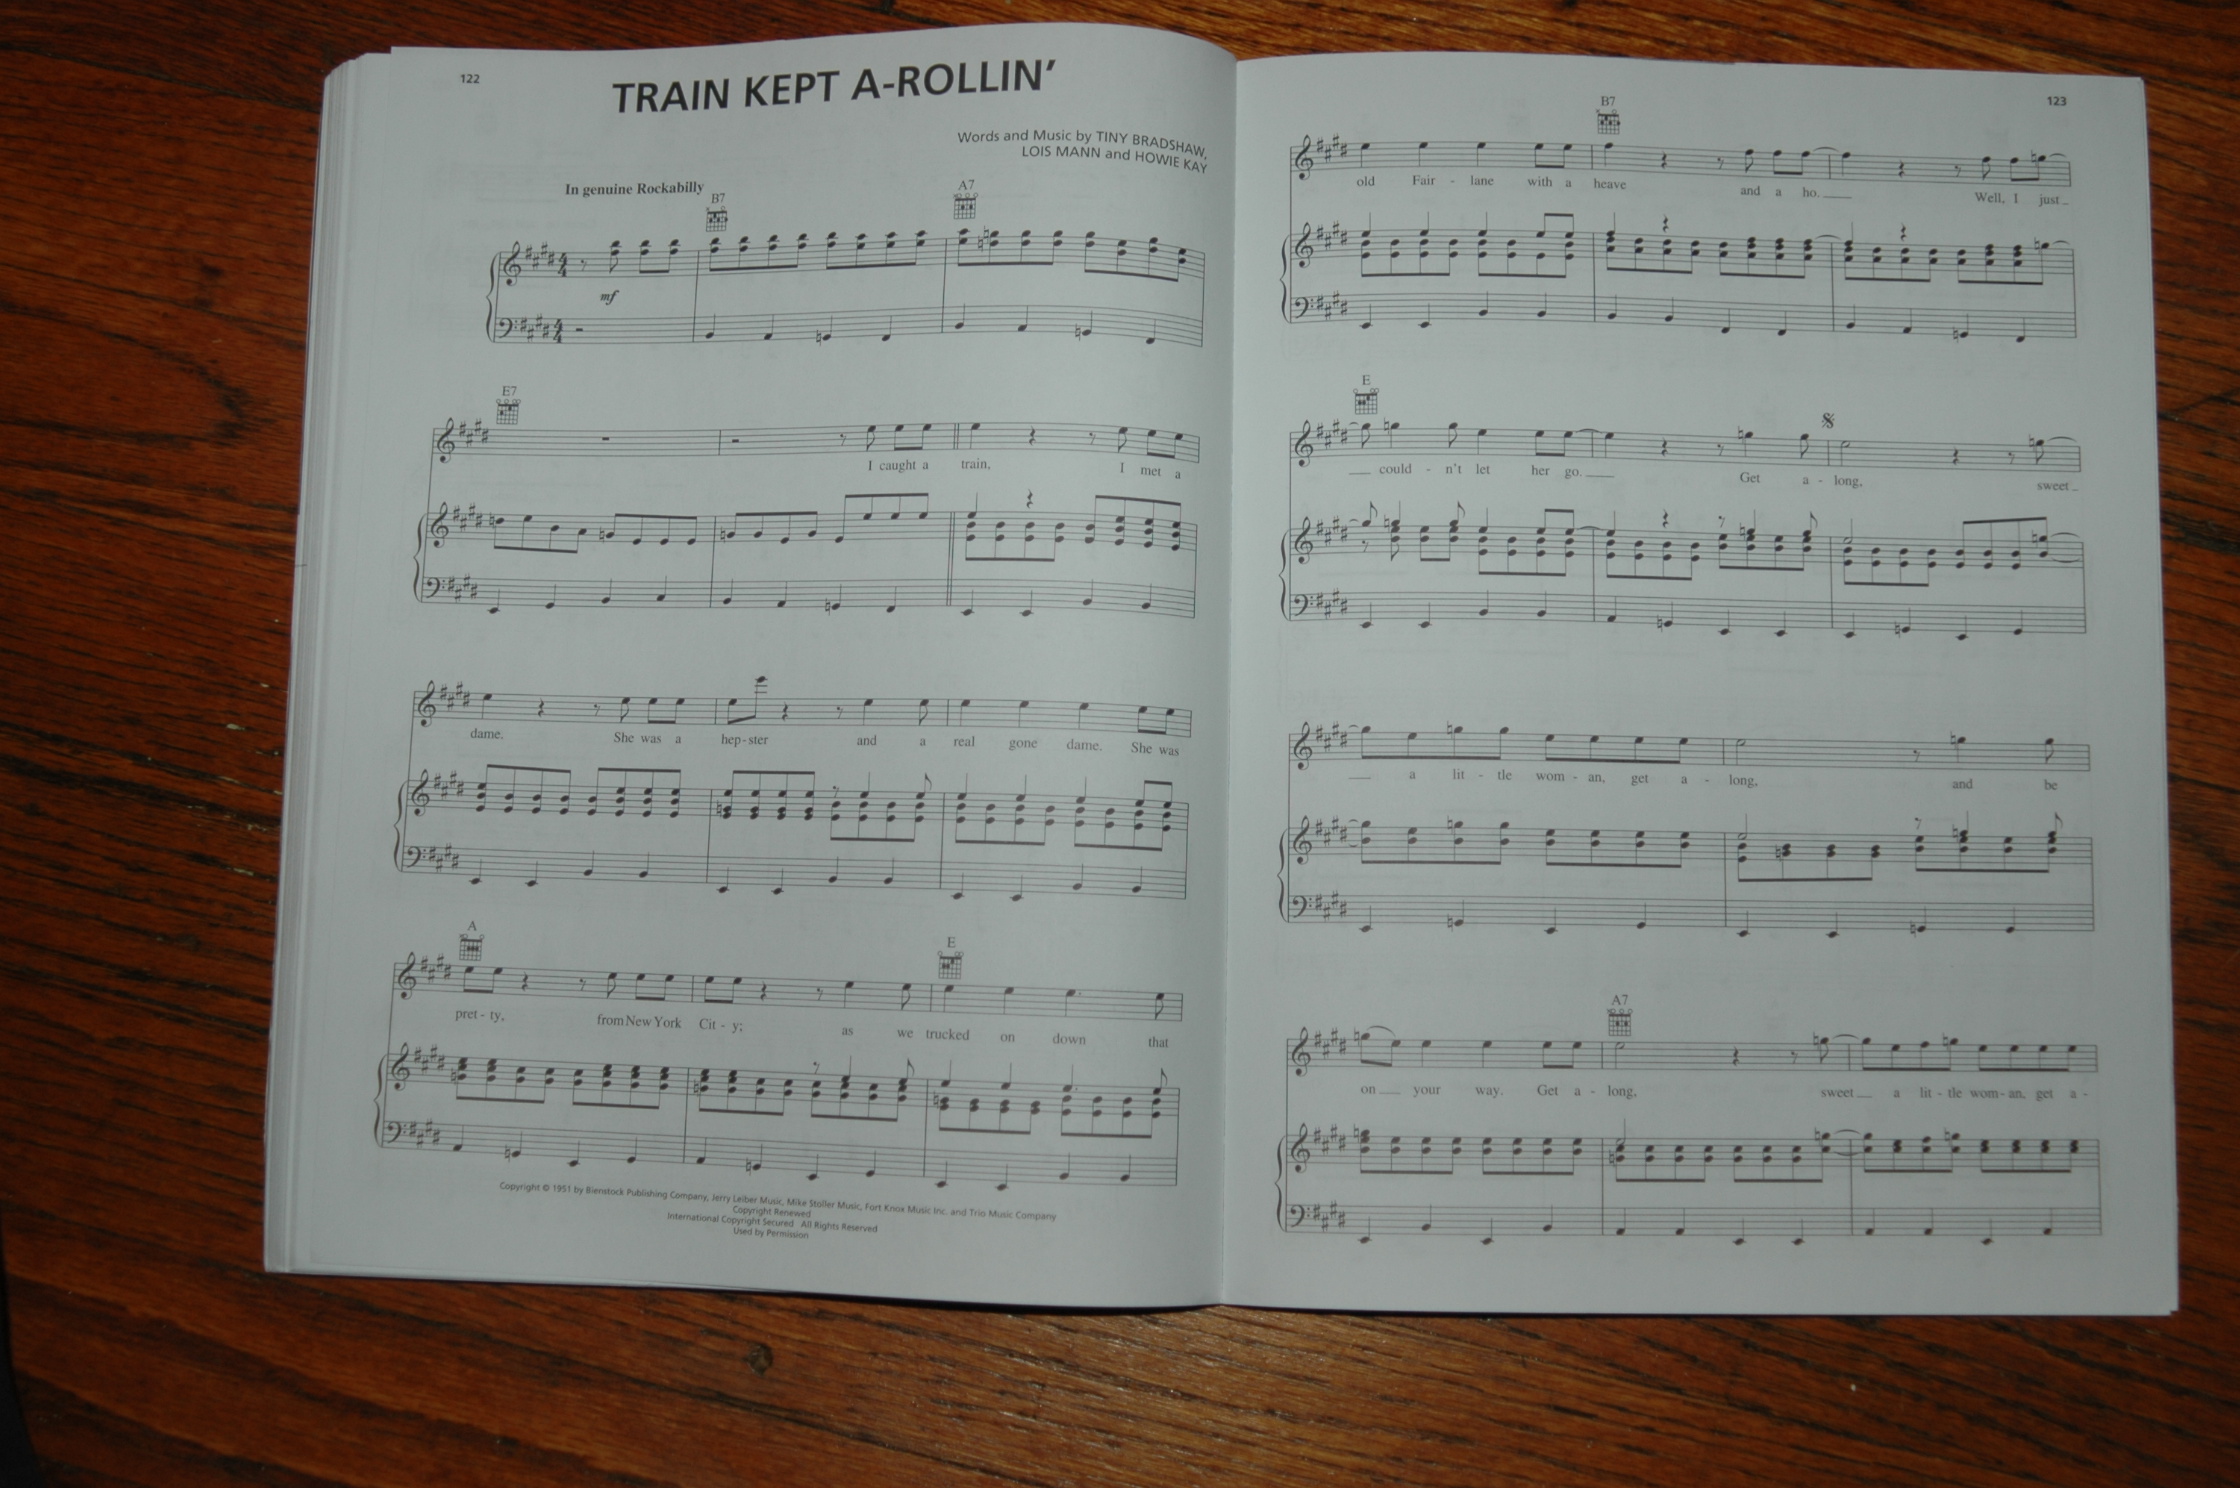 122
TRAIN KEPT A-ROLLIN'
Words and Music by TINY BRADSHAW,
LOIS MANN and HOWIE KAY
In genuine Rockabilly
B7 A7
mf
E7
I caught a train, I met a
dame. She was a hep-ster and a real gone dame. She was
A E
pret - ty, from New York Cit - y; as we trucked on down that
Copyright © 1951 by Bienstock Publishing Company, Jerry Leiber Music, Mike Stoller Music, Fort Knox Music Inc. and Trio Music Company
Copyright Renewed
International Copyright Secured All Rights Reserved
Used by Permission
123
B7
old Fair - lane with a heave and a ho. Well, I just
E
could - n't let her go. Get a - long, sweet
a lit - tle wom - an, get a - long, and be
A7
on your way. Get a - long, sweet a lit - tle wom - an, get a -